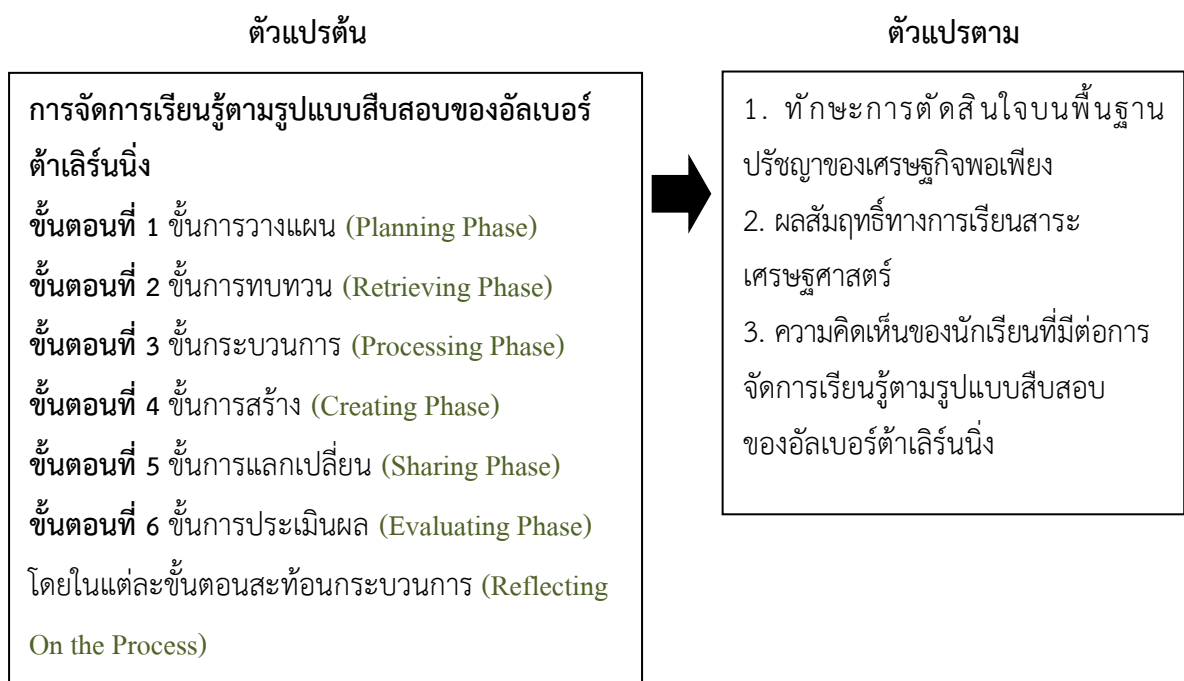 ตัวแปรต้น
ตัวแปรตาม
การจัดการเรียนรู้ตามรูปแบบสืบสอบของอัลเบอร์
ต้าเลิร์นนิ่ง
ขั้นตอนที่ 1 ขั้นการวางแผน (Planning Phase)
ขั้นตอนที่ 2 ขั้นการทบทวน (Retrieving Phase)
ขั้นตอนที่ 3 ขั้นกระบวนการ (Processing Phase)
ขั้นตอนที่ 4 ขั้นการสร้าง (Creating Phase)
ขั้นตอนที่ 5 ขั้นการแลกเปลี่ยน (Sharing Phase)
ขั้นตอนที่ 6 ขั้นการประเมินผล (Evaluating Phase)
โดยในแต่ละขั้นตอนสะท้อนกระบวนการ (Reflecting
On the Process)
1. ทักษะการตัดสินใจบนพื้นฐาน
ปรัชญาของเศรษฐกิจพอเพียง
2. ผลสัมฤทธิ์ทางการเรียนสาระ
เศรษฐศาสตร์
3. ความคิดเห็นของนักเรียนที่มีต่อการ
จัดการเรียนรู้ตามรูปแบบสืบสอบ
ของอัลเบอร์ต้าเลิร์นนิ่ง